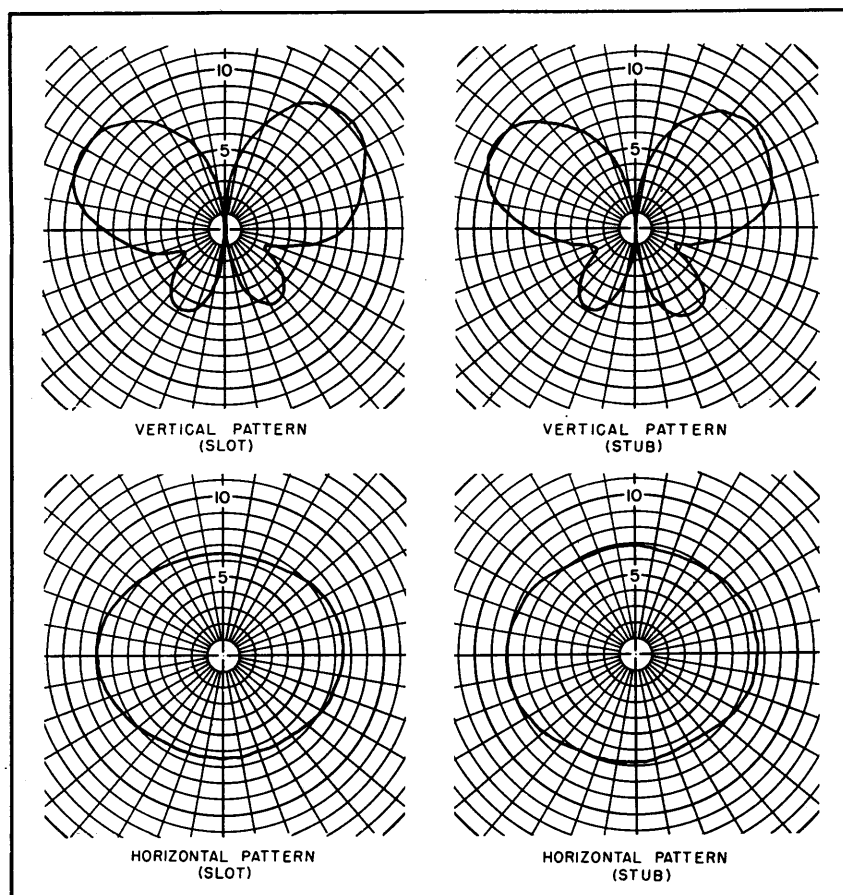 10
5
VERTICAL PATTERN
(SLOT)
10
5
VERTICAL PATTERN
(STUB)
10
5
HORIZONTAL PATTERN
(SLOT)
10
5
HORIZONTAL PATTERN
(STUB)